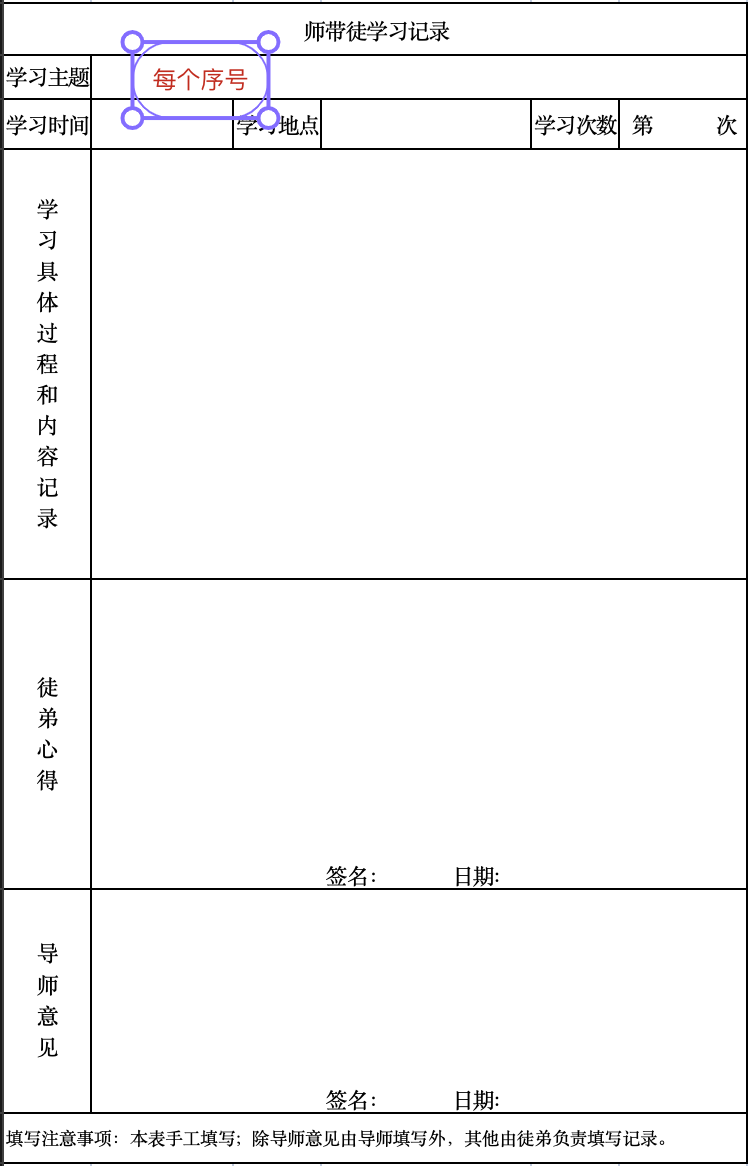 师带徒学习记录
学习主题
每个序号
学习时间 学习地点 学习次数 第 次
学习具体过程和内容记录
徒弟心得
签名： 日期:
导师意见
签名： 日期:
填写注意事项：本表手工填写；除导师意见由导师填写外，其他由徒弟负责填写记录。